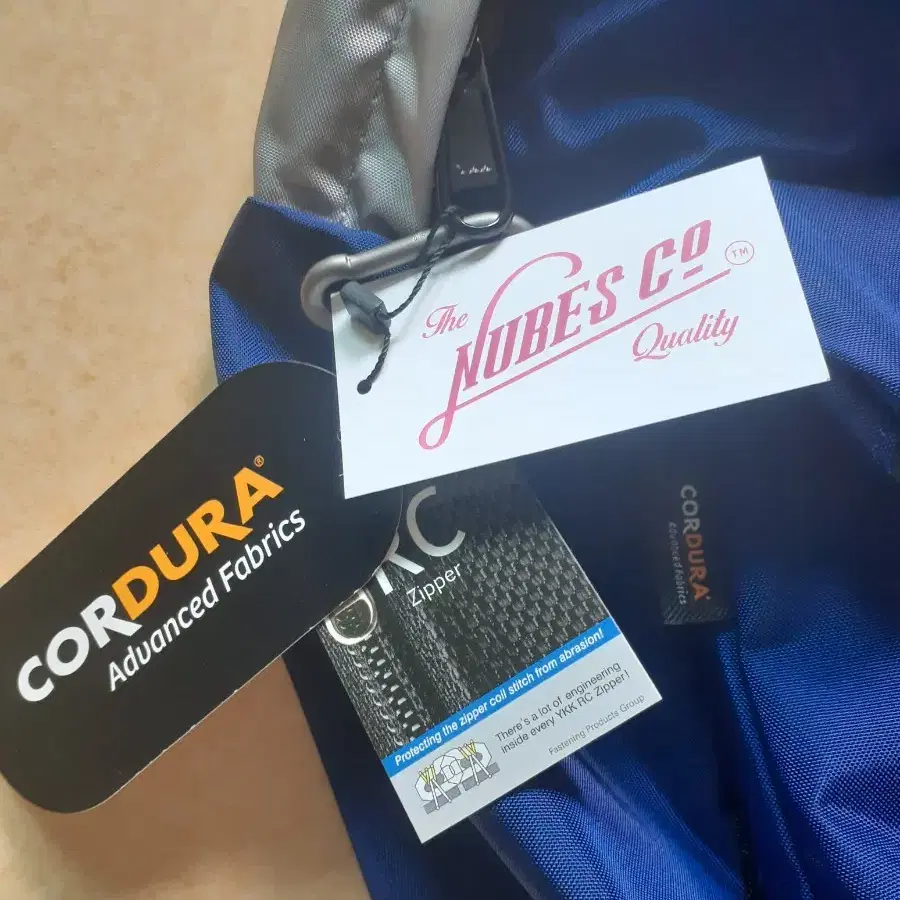 The
NUBES Co
TM
Quality
CORDURA®
Advanced Fabrics
RC
Zipper
Protecting the zipper coil stitch from abrasion!
There's a lot of engineering
inside every YKK RC Zipper!
Fastening Products Group
CORDURA
Advanced Fabrics